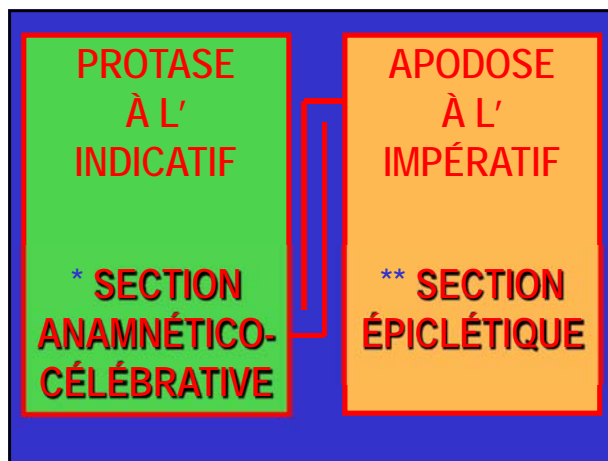 PROTASE
À L’
INDICATIF
* SECTION
ANAMNÉTICO-
CÉLÉBRATIVE
APODOSE
À L’
IMPÉRATIF
** SECTION
ÉPICLÉTIQUE